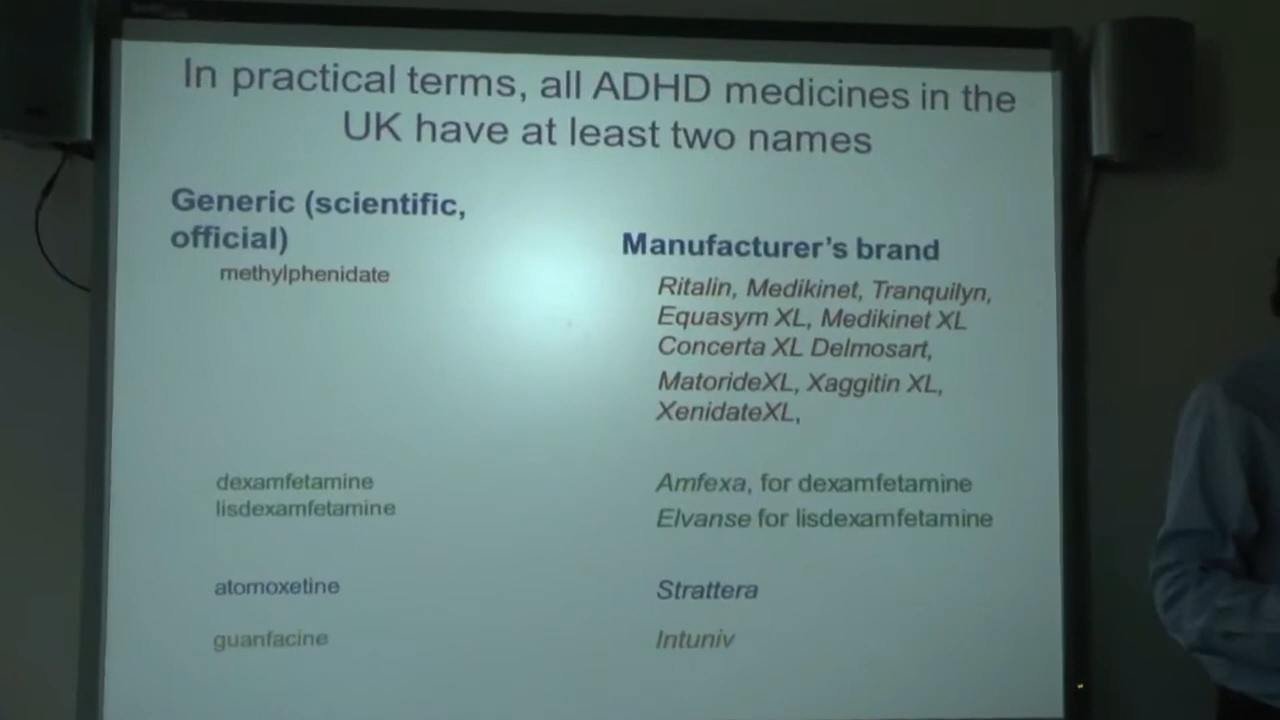 In practical terms, all ADHD medicines in the
UK have at least two names
Generic (scientific,
official)
methylphenidate
Manufacturer's brand
Ritalin, Medikinet, Tranquilyn,
Equasym XL, Medikinet XL
Concerta XL Delmosart,
MatorideXL, Xaggitin XL,
XenidateXL,
dexamfetamine
lisdexamfetamine
Amfexa, for dexamfetamine
Elvanse for lisdexamfetamine
atomoxetine
Strattera
guanfacine
Intuniv